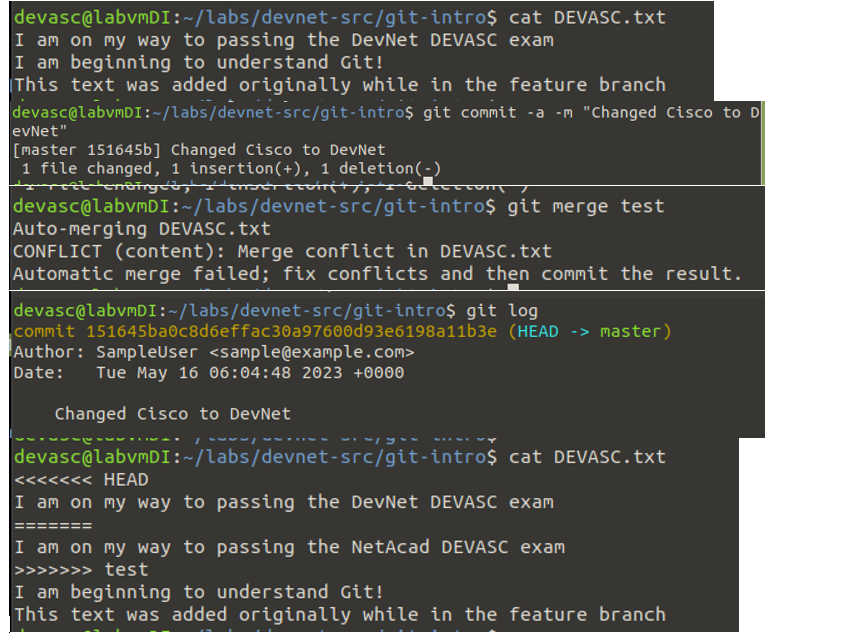 devasc@labvmDI:~/labs/devnet-src/git-intro$ cat DEVASC.txt
I am on my way to passing the DevNet DEVASC exam
I am beginning to understand Git!
This text was added originally while in the feature branch
devasc@labvmDI:~/labs/devnet-src/git-intro$ git commit -a -m "Changed Cisco to D
evNet"
[master 151645b] Changed Cisco to DevNet
 1 file changed, 1 insertion(+), 1 deletion(-)
devasc@labvmDI:~/labs/devnet-src/git-intro$ git merge test
Auto-merging DEVASC.txt
CONFLICT (content): Merge conflict in DEVASC.txt
Automatic merge failed; fix conflicts and then commit the result.
devasc@labvmDI:~/labs/devnet-src/git-intro$ git log
commit 151645ba0c8d6effac30a97600d93e6198a11b3e (HEAD -> master)
Author: SampleUser <sample@example.com>
Date:   Tue May 16 06:04:48 2023 +0000
    Changed Cisco to DevNet
devasc@labvmDI:~/labs/devnet-src/git-intro$ cat DEVASC.txt
<<<<<<< HEAD
I am on my way to passing the DevNet DEVASC exam
=======
I am on my way to passing the NetAcad DEVASC exam
>>>>>>> test
I am beginning to understand Git!
This text was added originally while in the feature branch